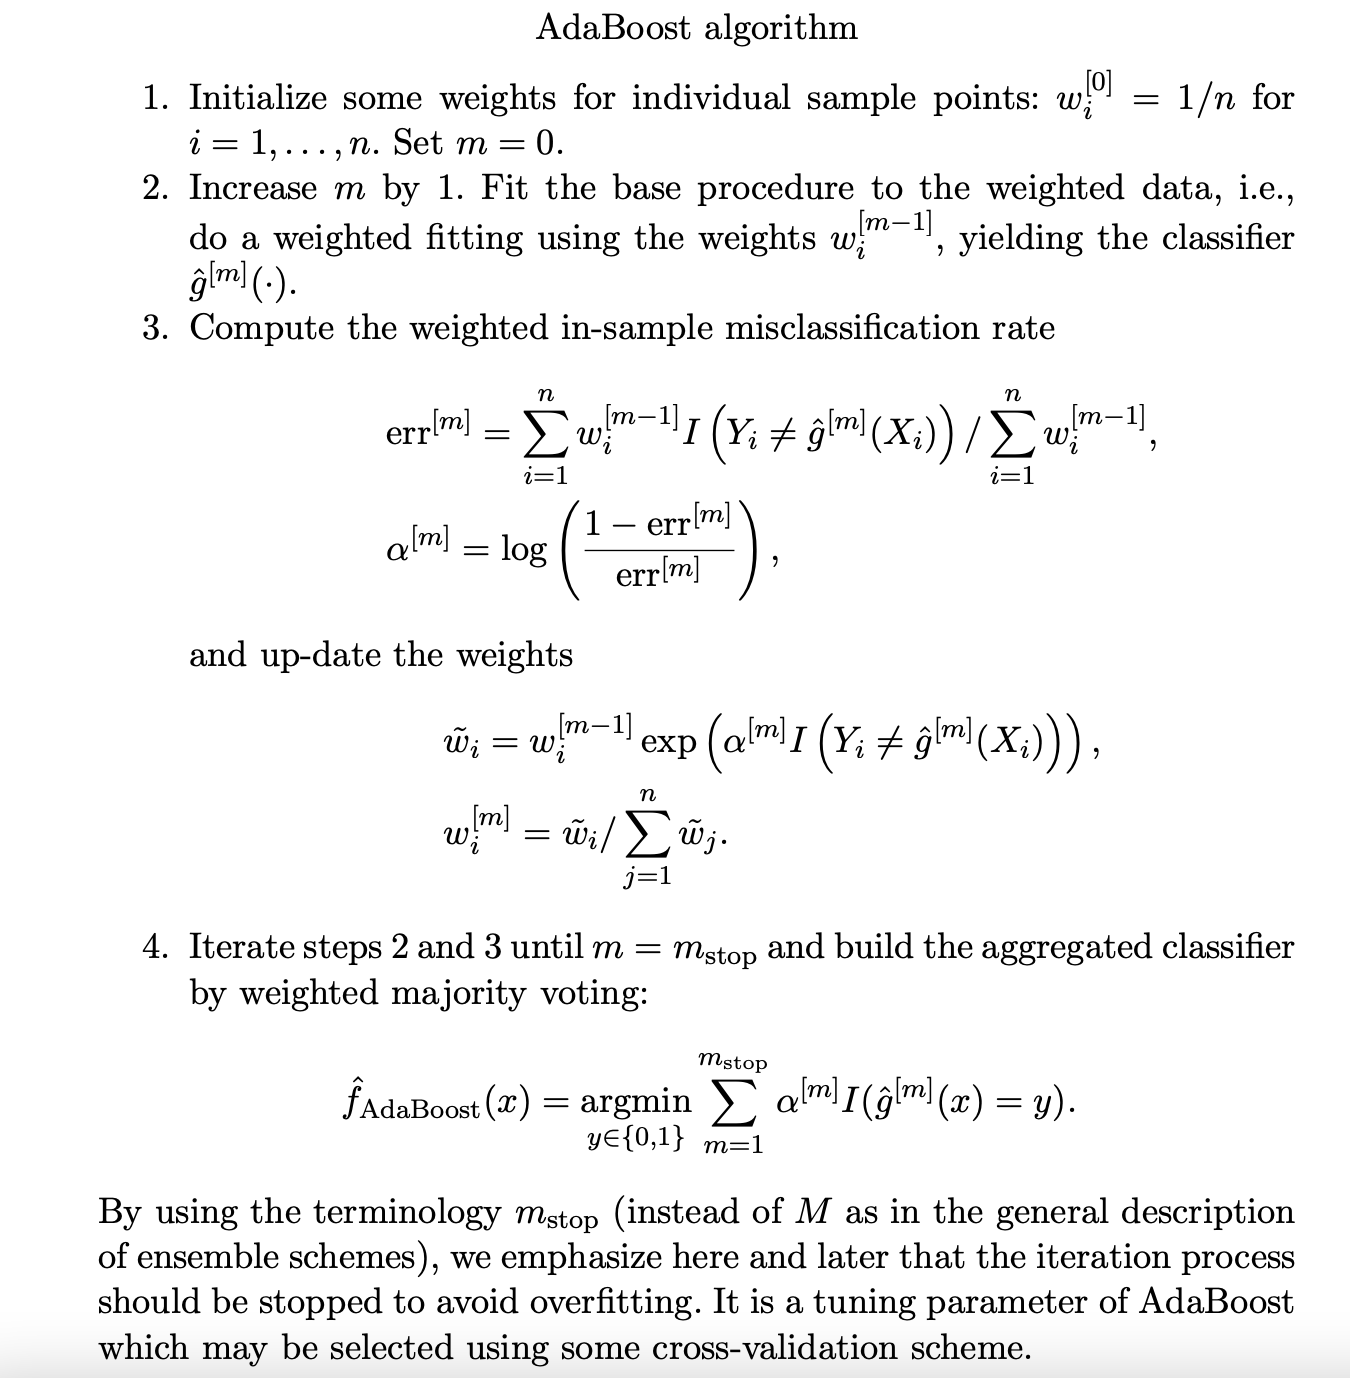 AdaBoost algorithm
1. Initialize some weights for individual sample points: $w_i^{[0]} = 1/n$ for
$i = 1, \ldots, n$. Set $m = 0$.
2. Increase $m$ by 1. Fit the base procedure to the weighted data, i.e.,
do a weighted fitting using the weights $w_i^{[m-1]}$, yielding the classifier
$\hat{g}^{[m]}(\cdot)$.
3. Compute the weighted in-sample misclassification rate
$\text{err}^{[m]} = \sum_{i=1}^{n} w_i^{[m-1]} I\left(Y_i \neq \hat{g}^{[m]}(X_i)\right) / \sum_{i=1}^{n} w_i^{[m-1]},$
$\alpha^{[m]} = \log\left(\frac{1 - \text{err}^{[m]}}{\text{err}^{[m]}}\right),$
and up-date the weights
$\tilde{w}_i = w_i^{[m-1]} \exp\left(\alpha^{[m]} I\left(Y_i \neq \hat{g}^{[m]}(X_i)\right)\right),$
$w_i^{[m]} = \tilde{w}_i / \sum_{j=1}^{n} \tilde{w}_j.$
4. Iterate steps 2 and 3 until $m = m_{\text{stop}}$ and build the aggregated classifier
by weighted majority voting:
$\hat{f}_{\text{AdaBoost}}(x) = \underset{y \in \{0,1\}}{\text{argmin}} \sum_{m=1}^{m_{\text{stop}}} \alpha^{[m]} I(\hat{g}^{[m]}(x) = y).$
By using the terminology $m_{\text{stop}}$ (instead of $M$ as in the general description
of ensemble schemes), we emphasize here and later that the iteration process
should be stopped to avoid overfitting. It is a tuning parameter of AdaBoost
which may be selected using some cross-validation scheme.